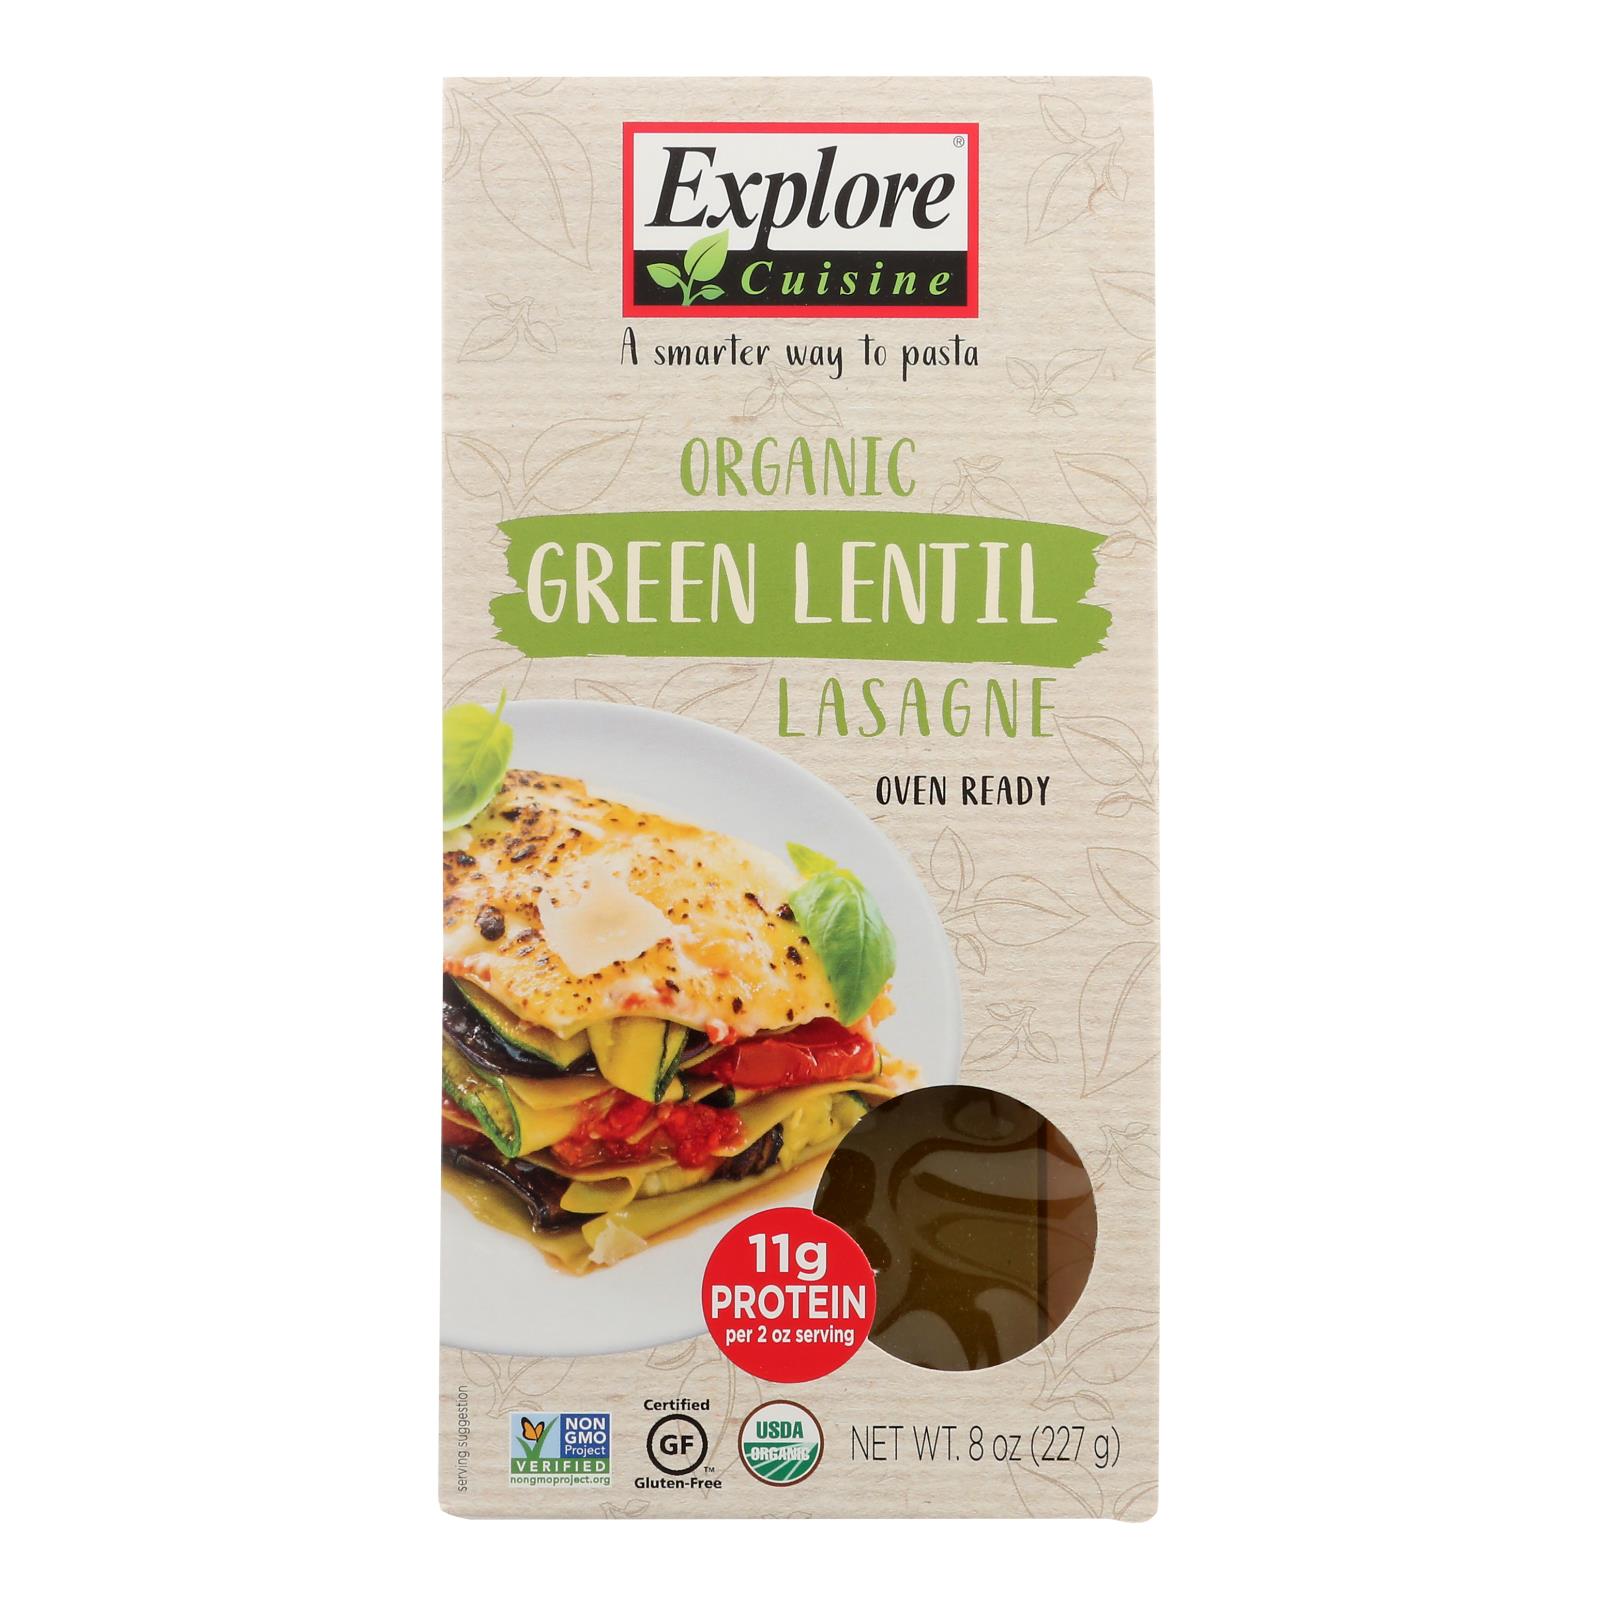 Explore®
Cuisine
A smarter way to pasta
ORGANIC
GREEN LENTIL
LASAGNE
OVEN READY
11g
PROTEIN
per 2 oz serving
serving suggestion
NON
GMO
Project
VERIFIED
nongmoproject.org
Certified
GF
TM
Gluten-Free
USDA
ORGANIC
NET WT. 8 oz (227 g)